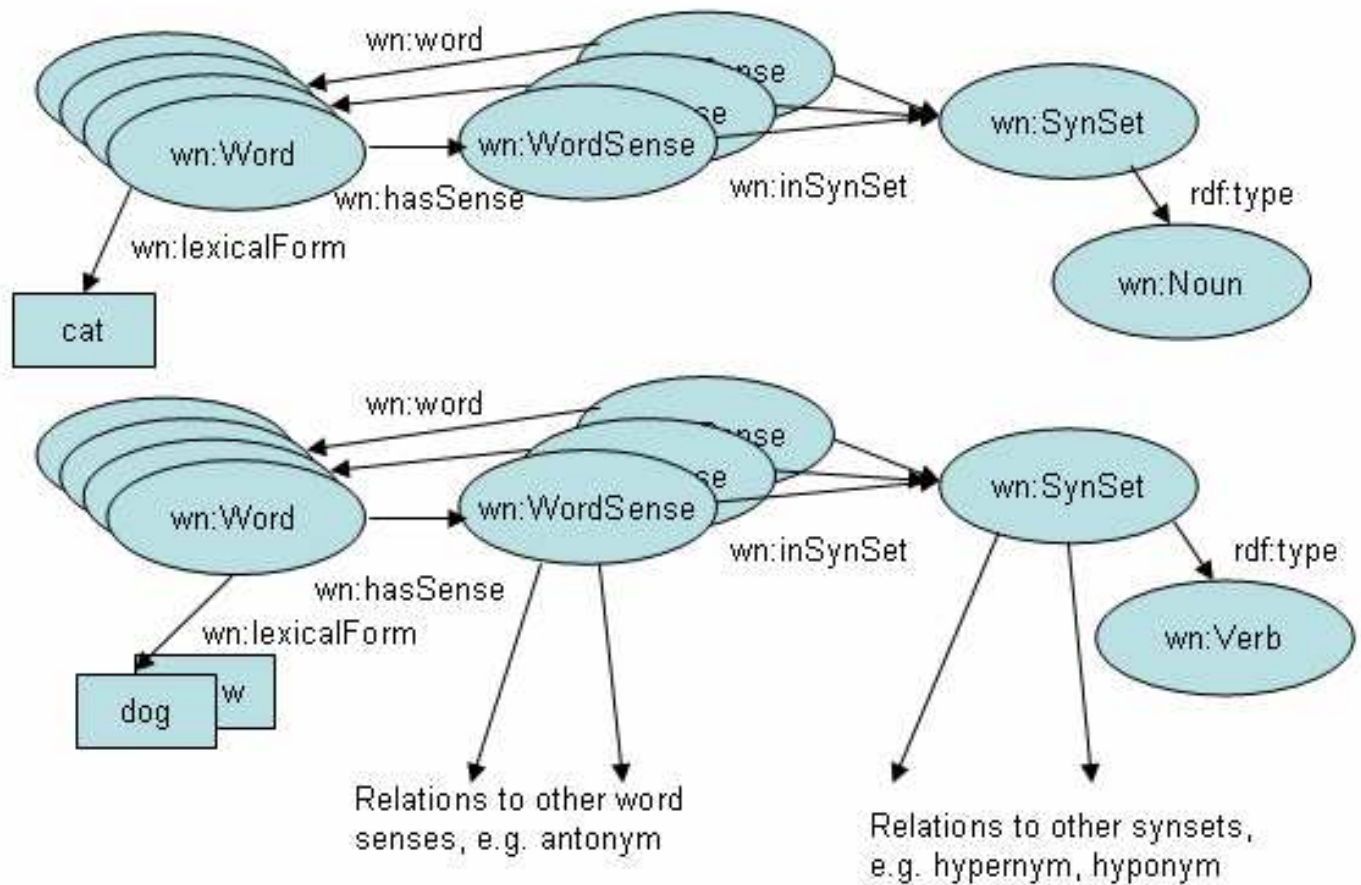 wn:word
wn:Word
wn:WordSense
wn:SynSet
wn:hasSense
wn:inSynSet
rdf:type
wn:lexicalForm
wn:Noun
cat
wn:word
wn:Word
wn:WordSense
wn:SynSet
wn:hasSense
wn:inSynSet
rdf:type
wn:lexicalForm
wn:Verb
w
dog
Relations to other word
senses, e.g. antonym
Relations to other synsets,
e.g. hypernym, hyponym